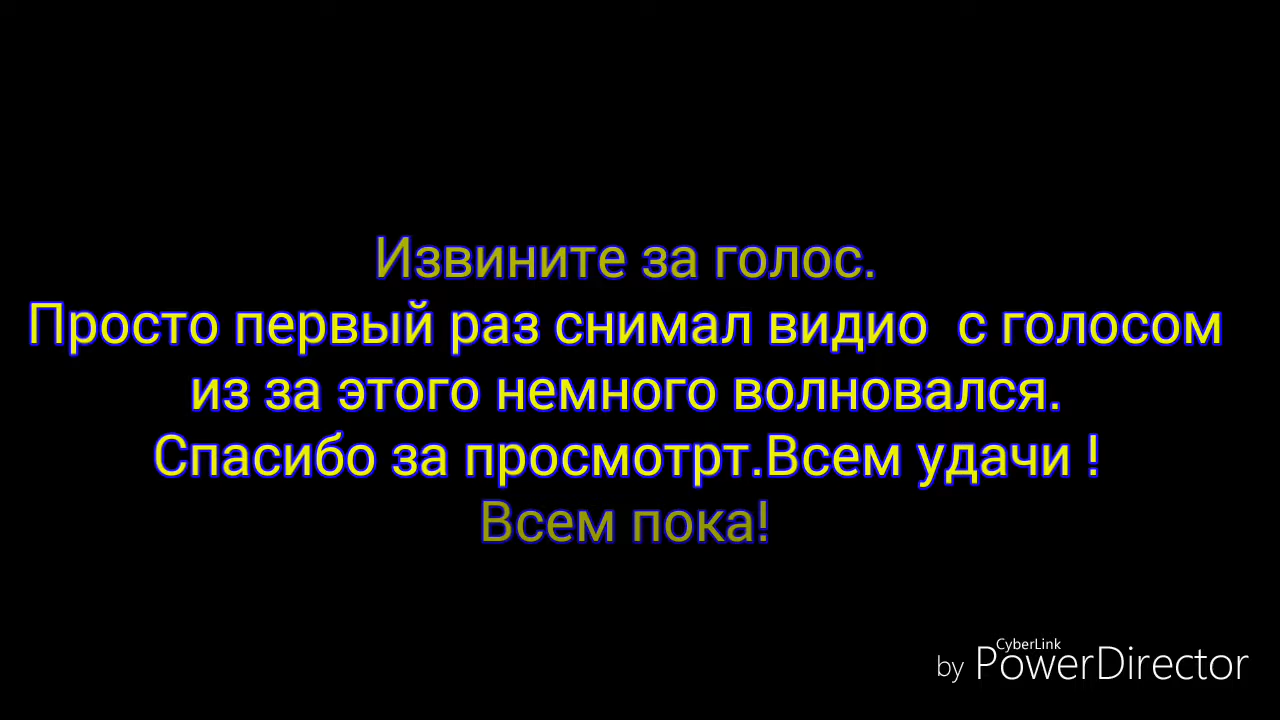 Извините за голос.
Просто первый раз снимал видио  с голосом
из за этого немного волновался.
Спасибо за просмотрт.Всем удачи !
Всем пока!
CyberLink
by PowerDirector